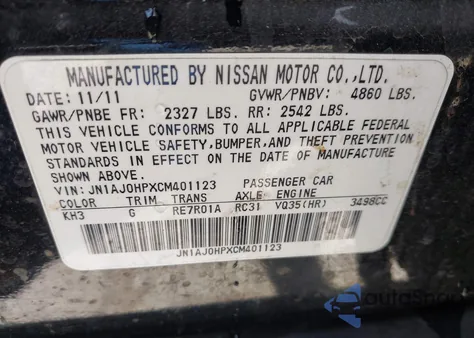 MANUFACTURED BY NISSAN MOTOR CO.,LTD.
DATE: 11/11 GVWR/PNBV: 4860 LBS.
GAWR/PNBE FR: 2327 LBS. RR: 2542 LBS.
THIS VEHICLE CONFORMS TO ALL APPLICABLE FEDERAL
MOTOR VEHICLE SAFETY, BUMPER, AND THEFT PREVENTION
STANDARDS IN EFFECT ON THE DATE OF MANUFACTURE
SHOWN ABOVE.
VIN: JN1AJ0HPXCM401123 PASSENGER CAR
COLOR TRIM TRANS AXLE ENGINE
KH3 G RE7R01A RC31 VQ35(HR) 3498CC
JN1AJ0HPXCM401123